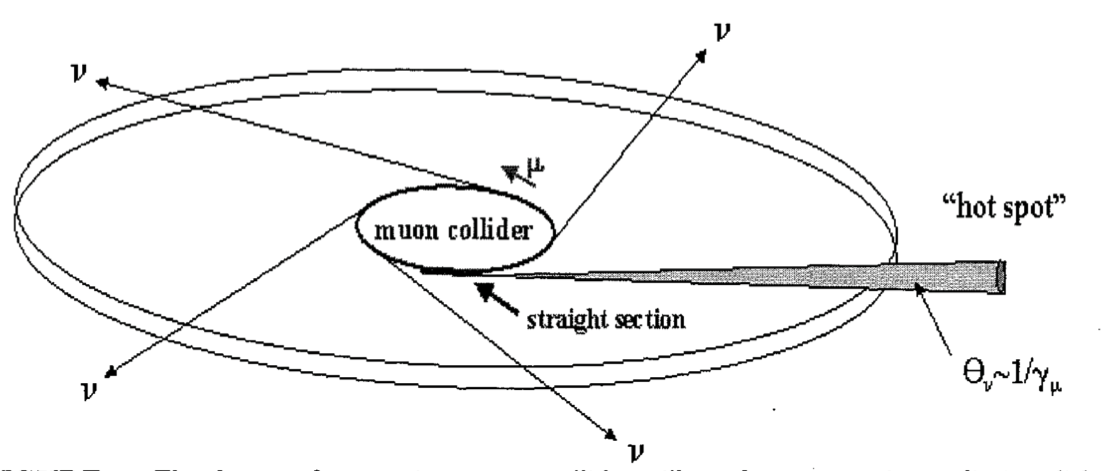 ν
ν
μ
"hot spot"
muon collider
straight section
Θν~1/γμ
ν
ν